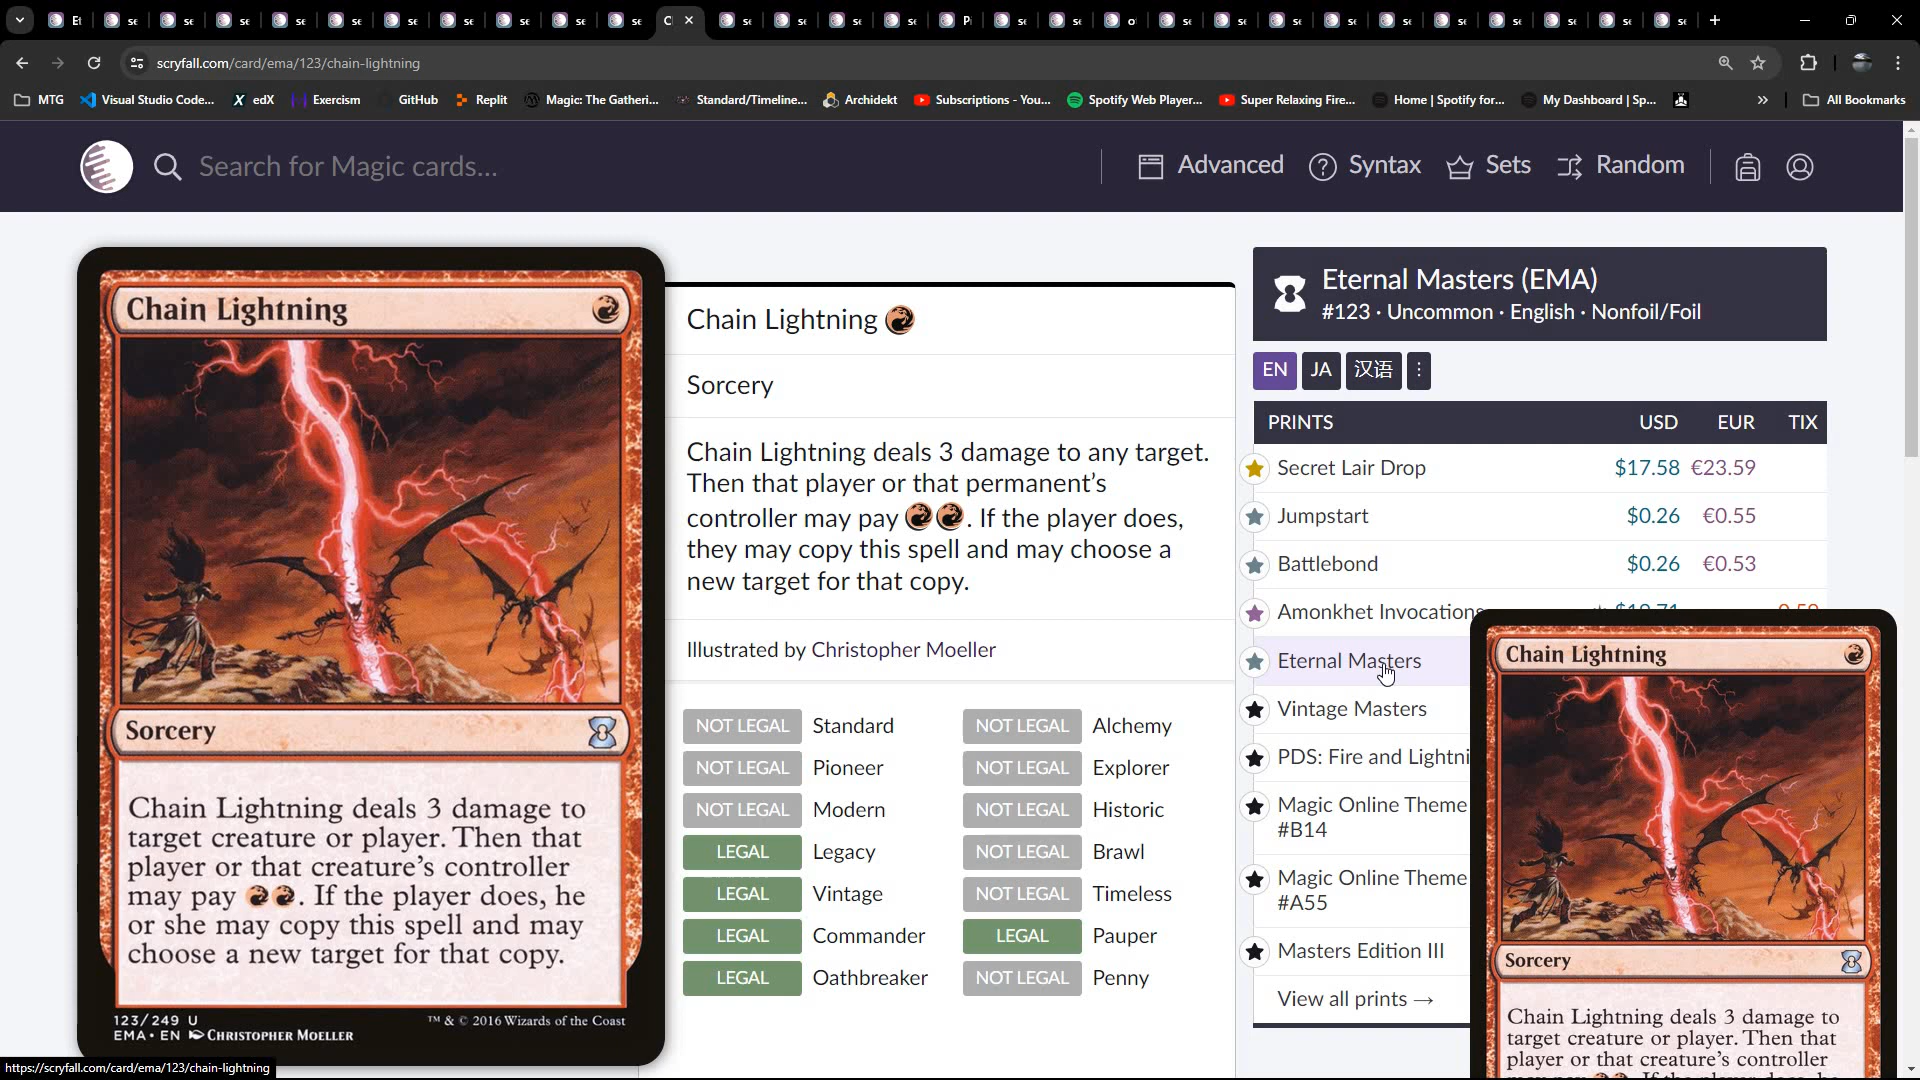 scryfall.com/card/ema/123/chain-lightning
MTG
Visual Studio Code...
edX
Exercism
GitHub
Replit
Magic: The Gatheri...
Standard/Timeline...
Archidekt
Subscriptions - You...
Spotify Web Player...
Super Relaxing Fire...
Home | Spotify for...
My Dashboard | Sp...
All Bookmarks
Search for Magic cards...
Advanced
Syntax
Sets
Random
Chain Lightning
Sorcery
Chain Lightning deals 3 damage to
target creature or player. Then that
player or that creature's controller
may pay . If the player does, he
or she may copy this spell and may
choose a new target for that copy.
123/249 U
EMA • EN CHRISTOPHER MOELLER
™ & © 2016 Wizards of the Coast
Chain Lightning
Sorcery
Chain Lightning deals 3 damage to any target.
Then that player or that permanent's
controller may pay . If the player does,
they may copy this spell and may choose a
new target for that copy.
Illustrated by Christopher Moeller
NOT LEGAL Standard NOT LEGAL Alchemy
NOT LEGAL Pioneer NOT LEGAL Explorer
NOT LEGAL Modern NOT LEGAL Historic
LEGAL Legacy NOT LEGAL Brawl
LEGAL Vintage NOT LEGAL Timeless
LEGAL Commander LEGAL Pauper
LEGAL Oathbreaker NOT LEGAL Penny
Eternal Masters (EMA)
#123 · Uncommon · English · Nonfoil/Foil
EN JA 汉语
PRINTS USD EUR TIX
Secret Lair Drop $17.58 €23.59
Jumpstart $0.26 €0.55
Battlebond $0.26 €0.53
Amonkhet Invocations
Eternal Masters
Vintage Masters
PDS: Fire and Lightni
Magic Online Theme
#B14
Magic Online Theme
#A55
Masters Edition III
View all prints →
Chain Lightning
Sorcery
Chain Lightning deals 3 damage to
target creature or player. Then that
player or that creature's controller
https://scryfall.com/card/ema/123/chain-lightning